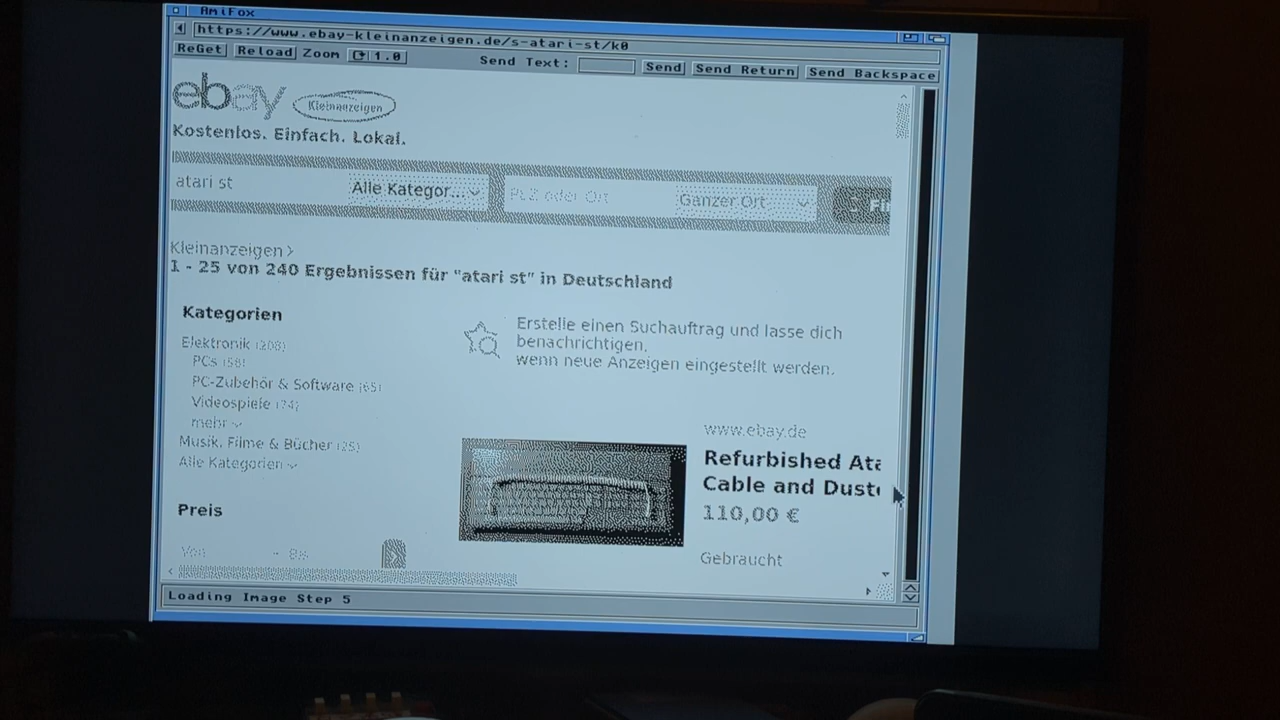 AmiFox
https://www.ebay-kleinanzeigen.de/s-atari-st/k0
ReGet Reload Zoom 1.0 Send Text: Send Send Return Send Backspace
ebay Kleinanzeigen
Kostenlos. Einfach. Lokal.
atari st Alle Kategor... PLZ oder Ort Ganzer Ort Fi
Kleinanzeigen >
1 - 25 von 240 Ergebnissen für "atari st" in Deutschland
Kategorien
Elektronik (208)
PCs (58)
PC-Zubehör & Software (65)
Videospiele (74)
mehr
Musik, Filme & Bücher (25)
Alle Kategorien
Erstelle einen Suchauftrag und lasse dich
benachrichtigen,
wenn neue Anzeigen eingestellt werden.
www.ebay.de
Refurbished Ata
Cable and Duste
110,00 €
Gebraucht
Preis
Von - Bis
Loading Image Step 5